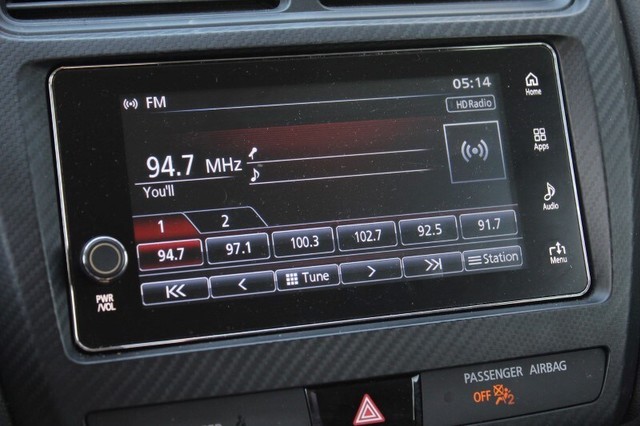 05:14
FM
HD Radio
94.7 MHz
You'll
1 2
94.7 97.1 100.3 102.7 92.5 91.7
Tune Station
Home
Apps
Audio
Menu
PWR
/VOL
PASSENGER AIRBAG
OFF 2